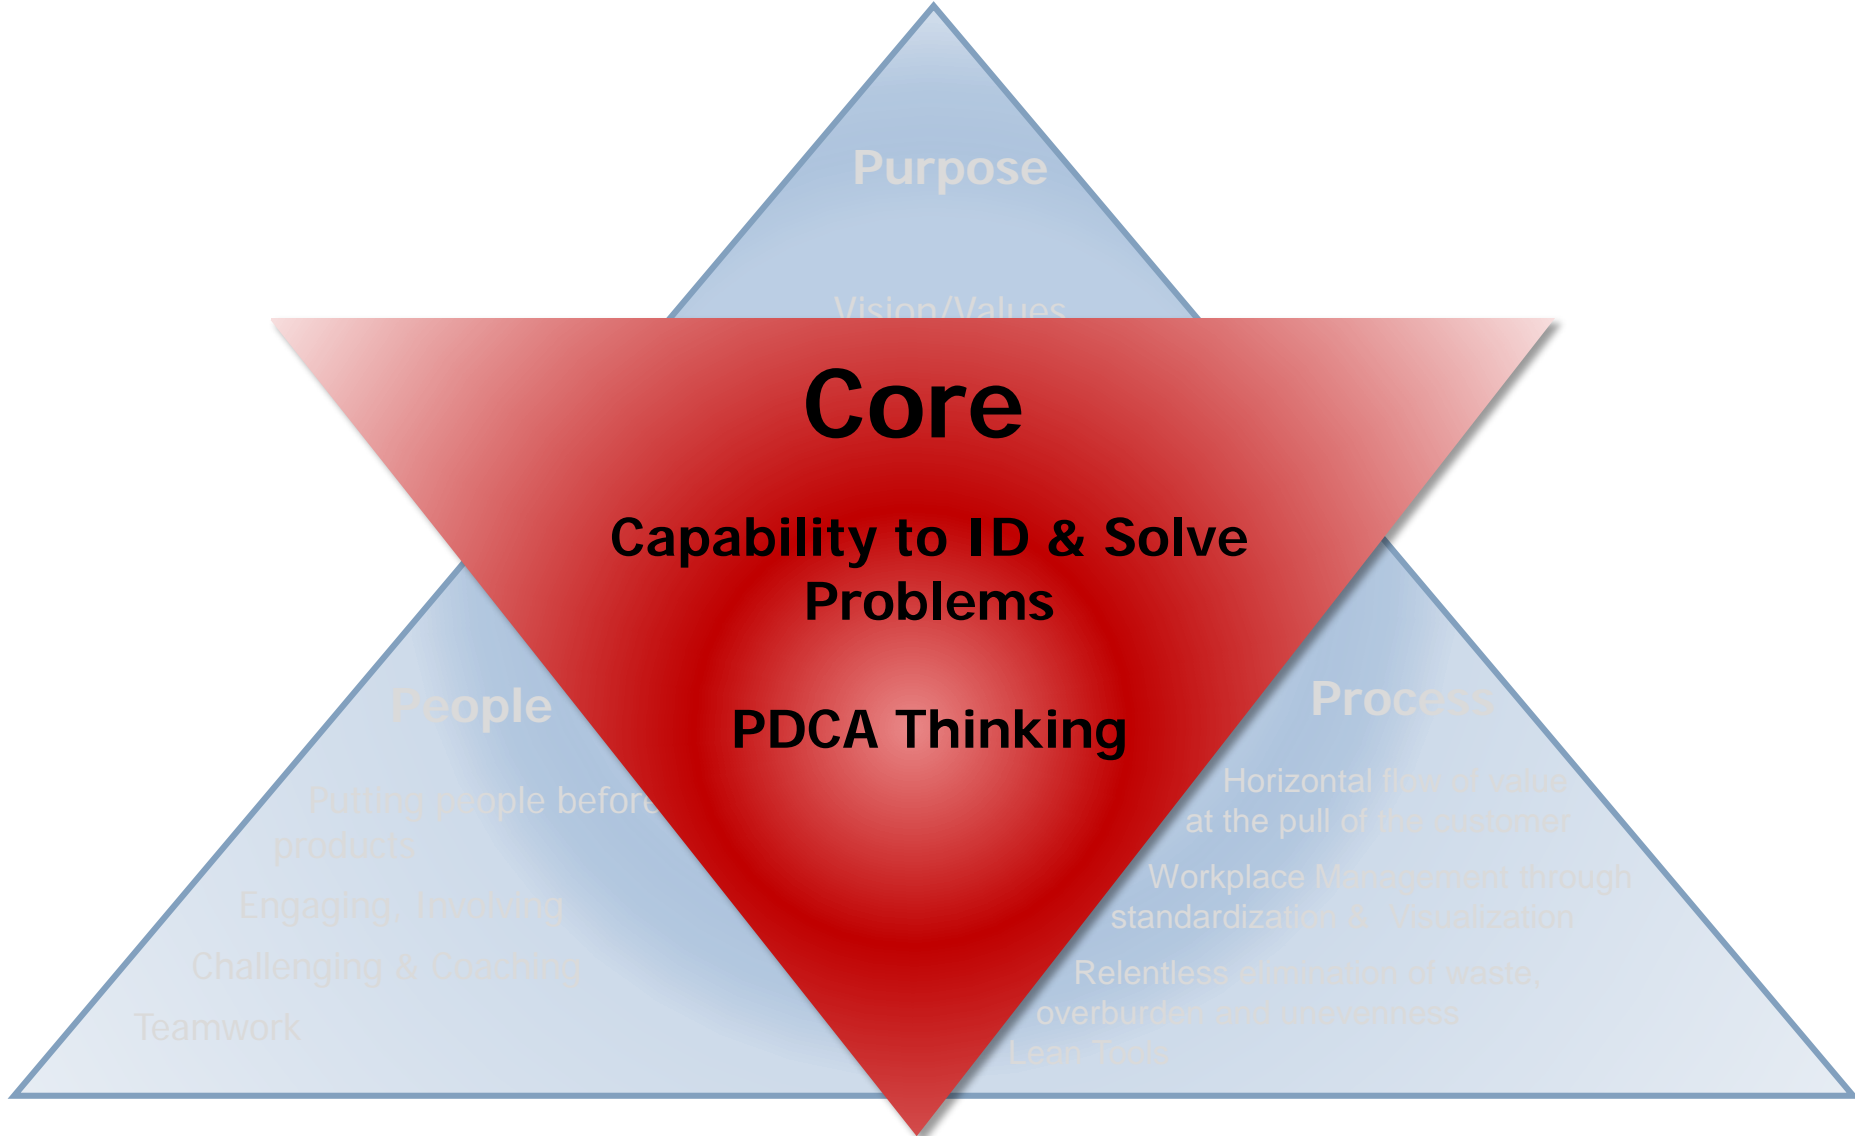 Purpose
Vision/Values
Core
Capability to ID & Solve
Problems
PDCA Thinking
People
Putting people before
products
Engaging, Involving
Challenging & Coaching
Teamwork
Process
Horizontal flow of value
at the pull of the customer
Workplace Management through
standardization & Visualization
Relentless elimination of waste,
overburden and unevenness
Lean Tools